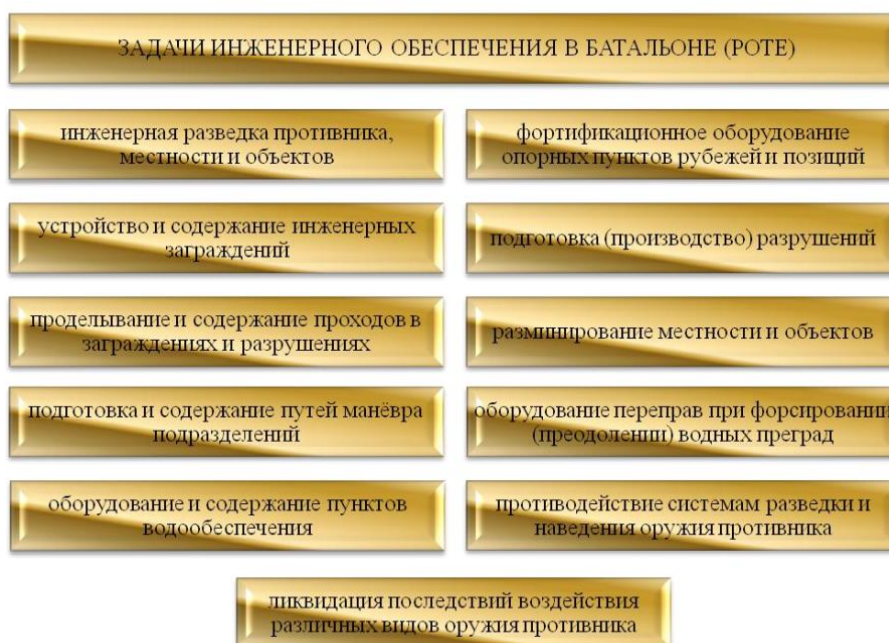 ЗАДАЧИ ИНЖЕНЕРНОГО ОБЕСПЕЧЕНИЯ В БАТАЛЬОНЕ (РОТЕ)
инженерная разведка противника,
местности и объектов
фортификационное оборудование
опорных пунктов рубежей и позиций
устройство и содержание инженерных
заграждений
подготовка (производство) разрушений
проделывание и содержание проходов в
заграждениях и разрушениях
разминирование местности и объектов
подготовка и содержание путей манёвра
подразделений
оборудование переправ при форсировании
(преодолении) водных преград
оборудование и содержание пунктов
водообеспечения
противодействие системам разведки и
наведения оружия противника
ликвидация последствий воздействия
различных видов оружия противника